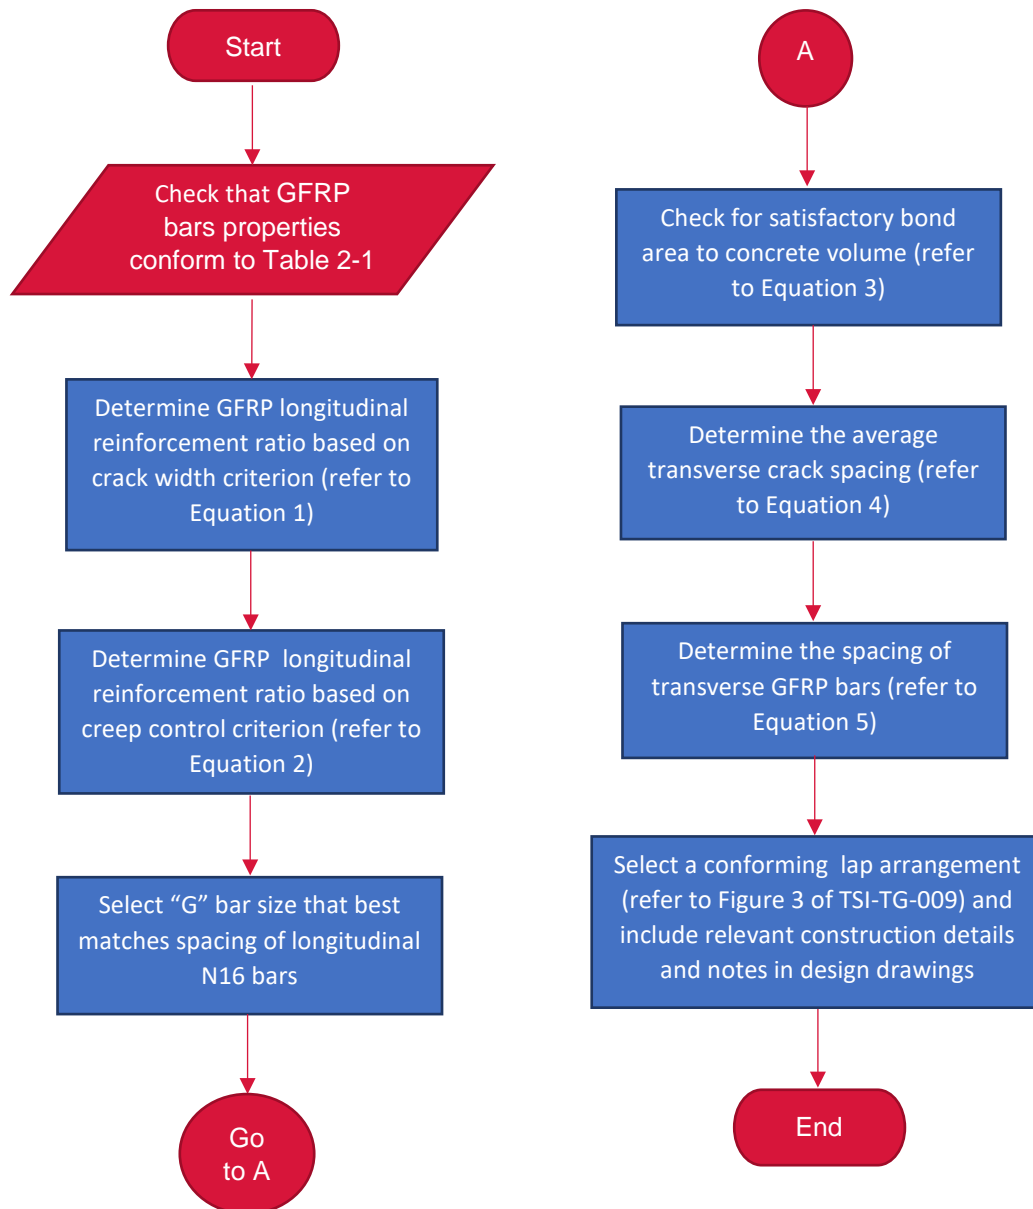 Start
Check that GFRP
bars properties
conform to Table 2-1
Determine GFRP longitudinal
reinforcement ratio based on
crack width criterion (refer to
Equation 1)
Determine GFRP  longitudinal
reinforcement ratio based on
creep control criterion (refer to
Equation 2)
Select “G” bar size that best
matches spacing of longitudinal
N16 bars
Go
to A
A
Check for satisfactory bond
area to concrete volume (refer
to Equation 3)
Determine the average
transverse crack spacing (refer
to Equation 4)
Determine the spacing of
transverse GFRP bars (refer to
Equation 5)
Select a conforming  lap arrangement
(refer to Figure 3 of TSI-TG-009) and
include relevant construction details
and notes in design drawings
End